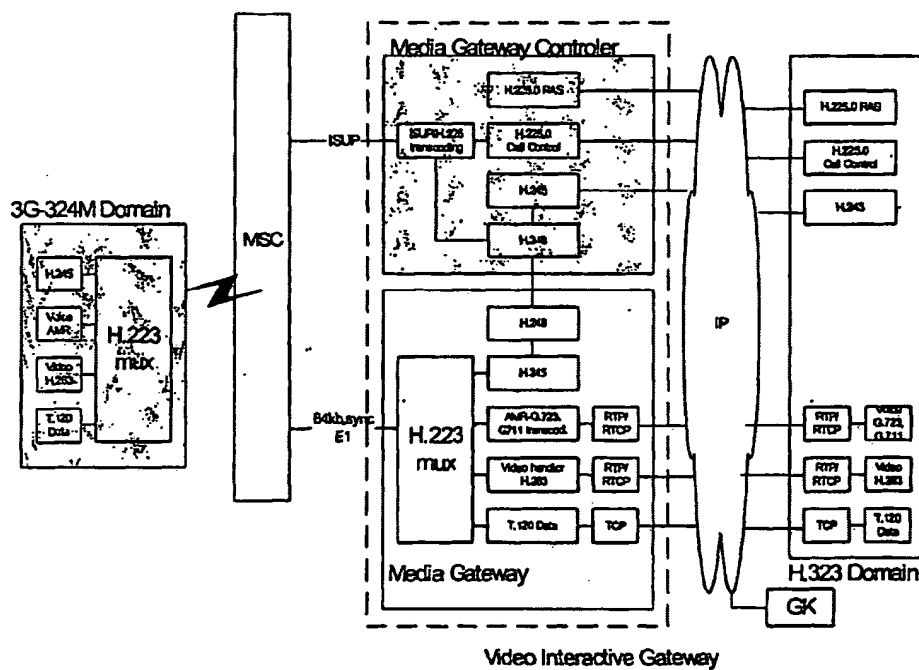 Media Gateway Controler
H.225.0 RAS
ISUP
ISUP/H.225
transcoding
H.225.0
Call Control
H.245
H.248
3G-324M Domain
H.245
Voice
AMR
Video
H.263
T.120
Data
H.223
mux
MSC
64kb,sync
E1
H.248
H.245
H.223
mux
AMR-G.723,
G711 transcod.
RTP/
RTCP
Video handler
H.263
RTP/
RTCP
T.120 Data
TCP
Media Gateway
Video Interactive Gateway
IP
GK
H.225.0 RAS
H.225.0
Call Control
RTP/
RTCP
G.723,
G.711
RTP/
RTCP
Video
H.263
TCP
T.120
Data
H.323 Domain